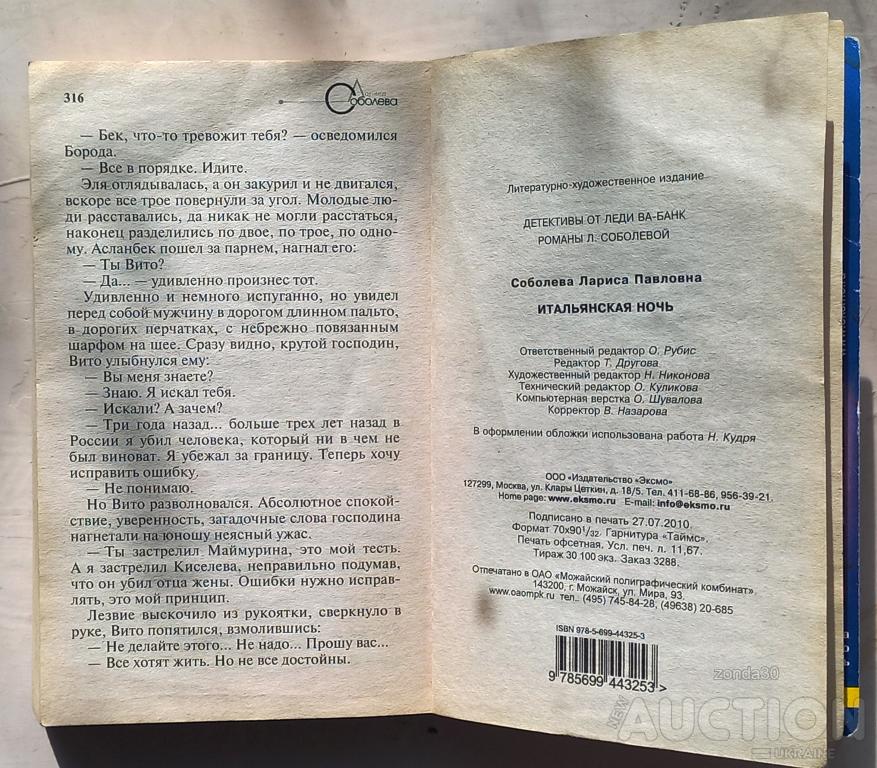 316
Лариса
Соболева
— Бек, что-то тревожит тебя? — осведомился
Борода.
— Все в порядке. Идите.
Эля оглядывалась, а он закурил и не двигался,
вскоре все трое повернули за угол. Молодые лю-
ди расставались, да никак не могли расстаться,
наконец разделились по двое, по трое, по одно-
му. Асланбек пошел за парнем, нагнал его:
— Ты Вито?
— Да... — удивленно произнес тот.
Удивленно и немного испуганно, но увидел
перед собой мужчину в дорогом длинном пальто,
в дорогих перчатках, с небрежно повязанным
шарфом на шее. Сразу видно, крутой господин,
Вито улыбнулся ему:
— Вы меня знаете?
— Знаю. Я искал тебя.
— Искали? А зачем?
— Три года назад... больше трех лет назад в
России я убил человека, который ни в чем не
был виноват. Я убежал за границу. Теперь хочу
исправить ошибку.
— Не понимаю.
Но Вито разволновался. Абсолютное спокой-
ствие, уверенность, загадочные слова господина
нагнетали на юношу неясный ужас.
— Ты застрелил Маймурина, это мой тесть.
А я застрелил Киселева, неправильно подумав,
что он убил отца жены. Ошибки нужно исправ-
лять, это мой принцип.
Лезвие выскочило из рукоятки, сверкнуло в
руке, Вито попятился, взмолившись:
— Не делайте этого... Не надо... Прошу вас...
— Все хотят жить. Но не все достойны.
Литературно-художественное издание
ДЕТЕКТИВЫ ОТ ЛЕДИ ВА-БАНК
РОМАНЫ Л. СОБОЛЕВОЙ
Соболева Лариса Павловна
ИТАЛЬЯНСКАЯ НОЧЬ
Ответственный редактор О. Рубис
Редактор Т. Другова
Художественный редактор Н. Никонова
Технический редактор О. Куликова
Компьютерная верстка О. Шувалова
Корректор В. Назарова
В оформлении обложки использована работа Н. Кудря
ООО «Издательство «Эксмо»
127299, Москва, ул. Клары Цеткин, д. 18/5. Тел. 411-68-86, 956-39-21.
Home page: www.eksmo.ru E-mail: info@eksmo.ru
Подписано в печать 27.07.2010.
Формат 70x90 1/32. Гарнитура «Таймс».
Печать офсетная. Усл. печ. л. 11,67.
Тираж 30 100 экз. Заказ 3288.
Отпечатано в ОАО «Можайский полиграфический комбинат».
143200, г. Можайск, ул. Мира, 93.
www.oaompk.ru тел.: (495) 745-84-28, (49638) 20-685
ISBN 978-5-699-44325-3
9 785699 443253 >
zonda30
NEW
AUCTION
UKRAINE